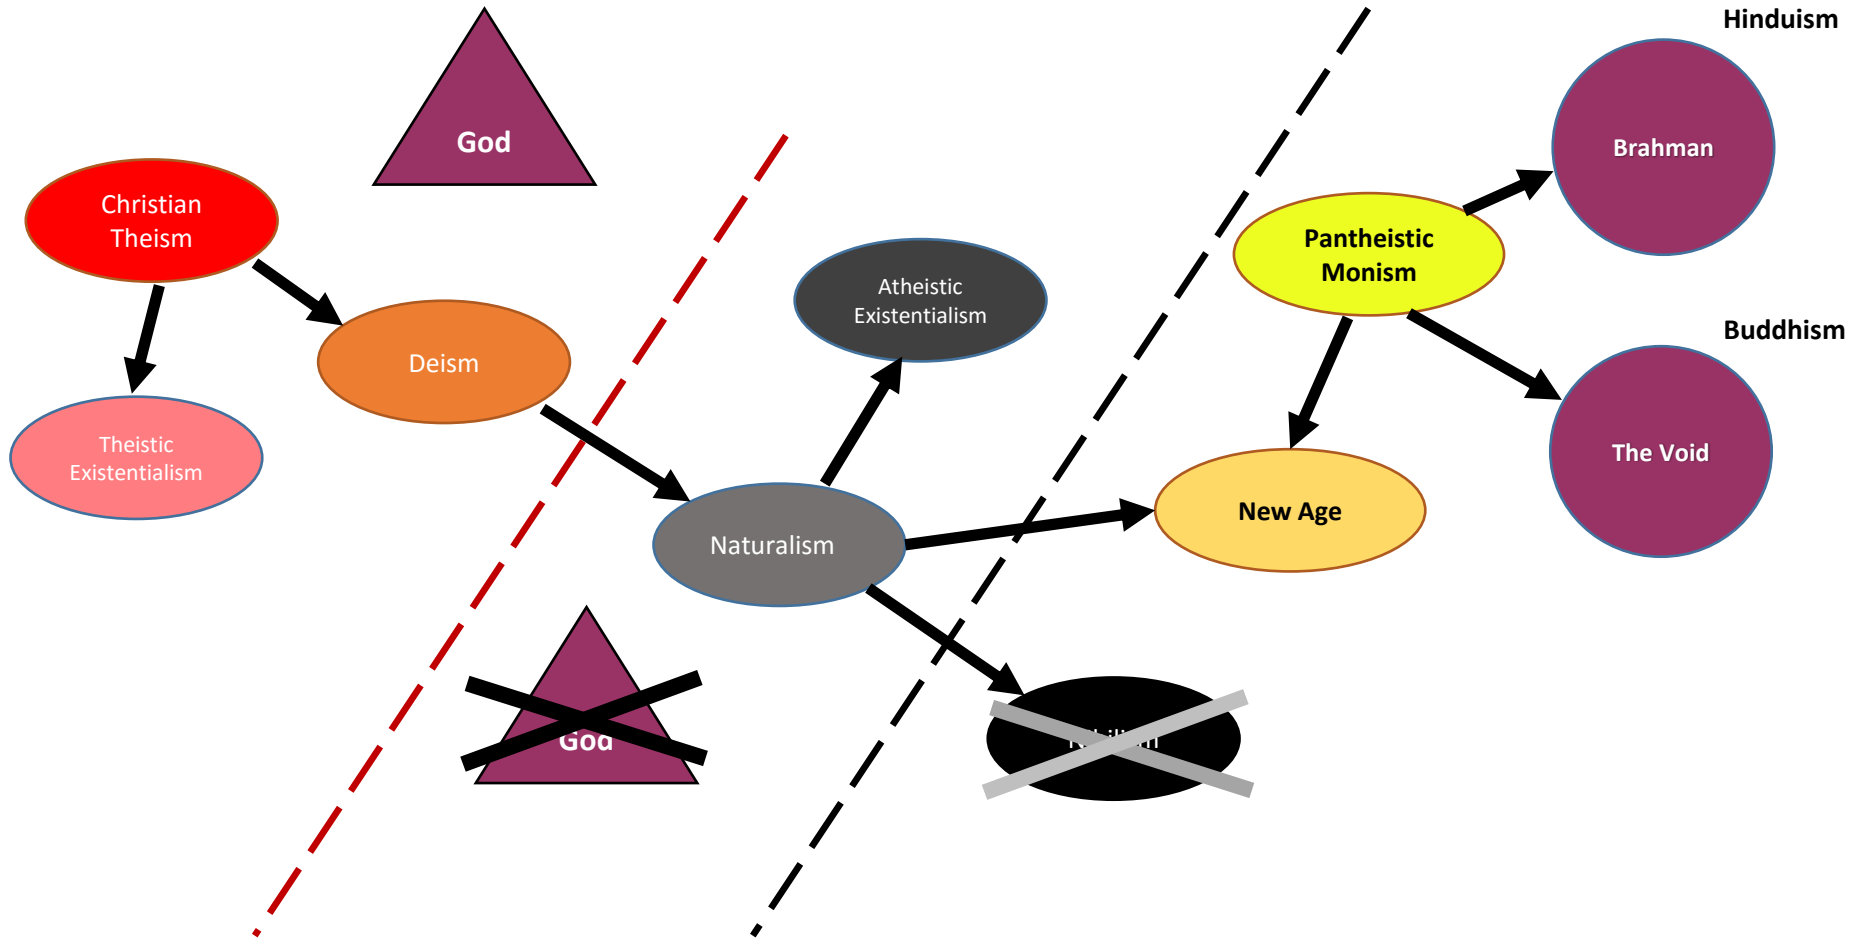 Hinduism
God
Brahman
Christian
Theism
Pantheistic
Monism
Atheistic
Existentialism
Buddhism
Deism
Theistic
Existentialism
The Void
New Age
Naturalism
God